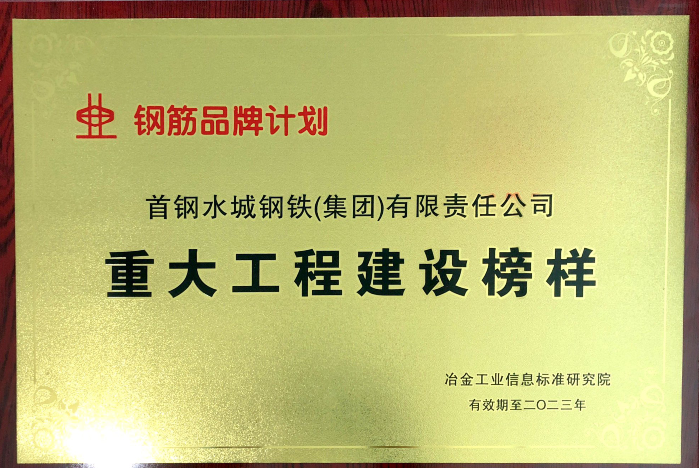 钢筋品牌计划
首钢水城钢铁(集团)有限责任公司
重大工程建设榜样
冶金工业信息标准研究院
有效期至二〇二三年